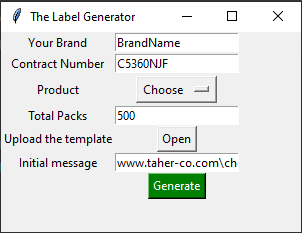 The Label Generator
Your Brand BrandName
Contract Number C5360NJF
Product Choose
Total Packs 500
Upload the template Open
Initial message www.taher-co.com\ch
Generate